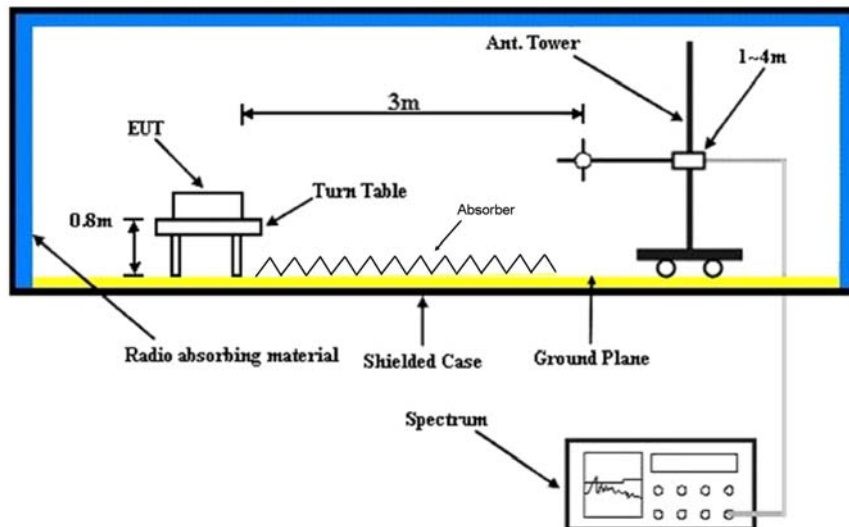 Ant. Tower
1~4m
3m
EUT
Turn Table
0.8m
Absorber
Radio absorbing material
Shielded Case
Ground Plane
Spectrum